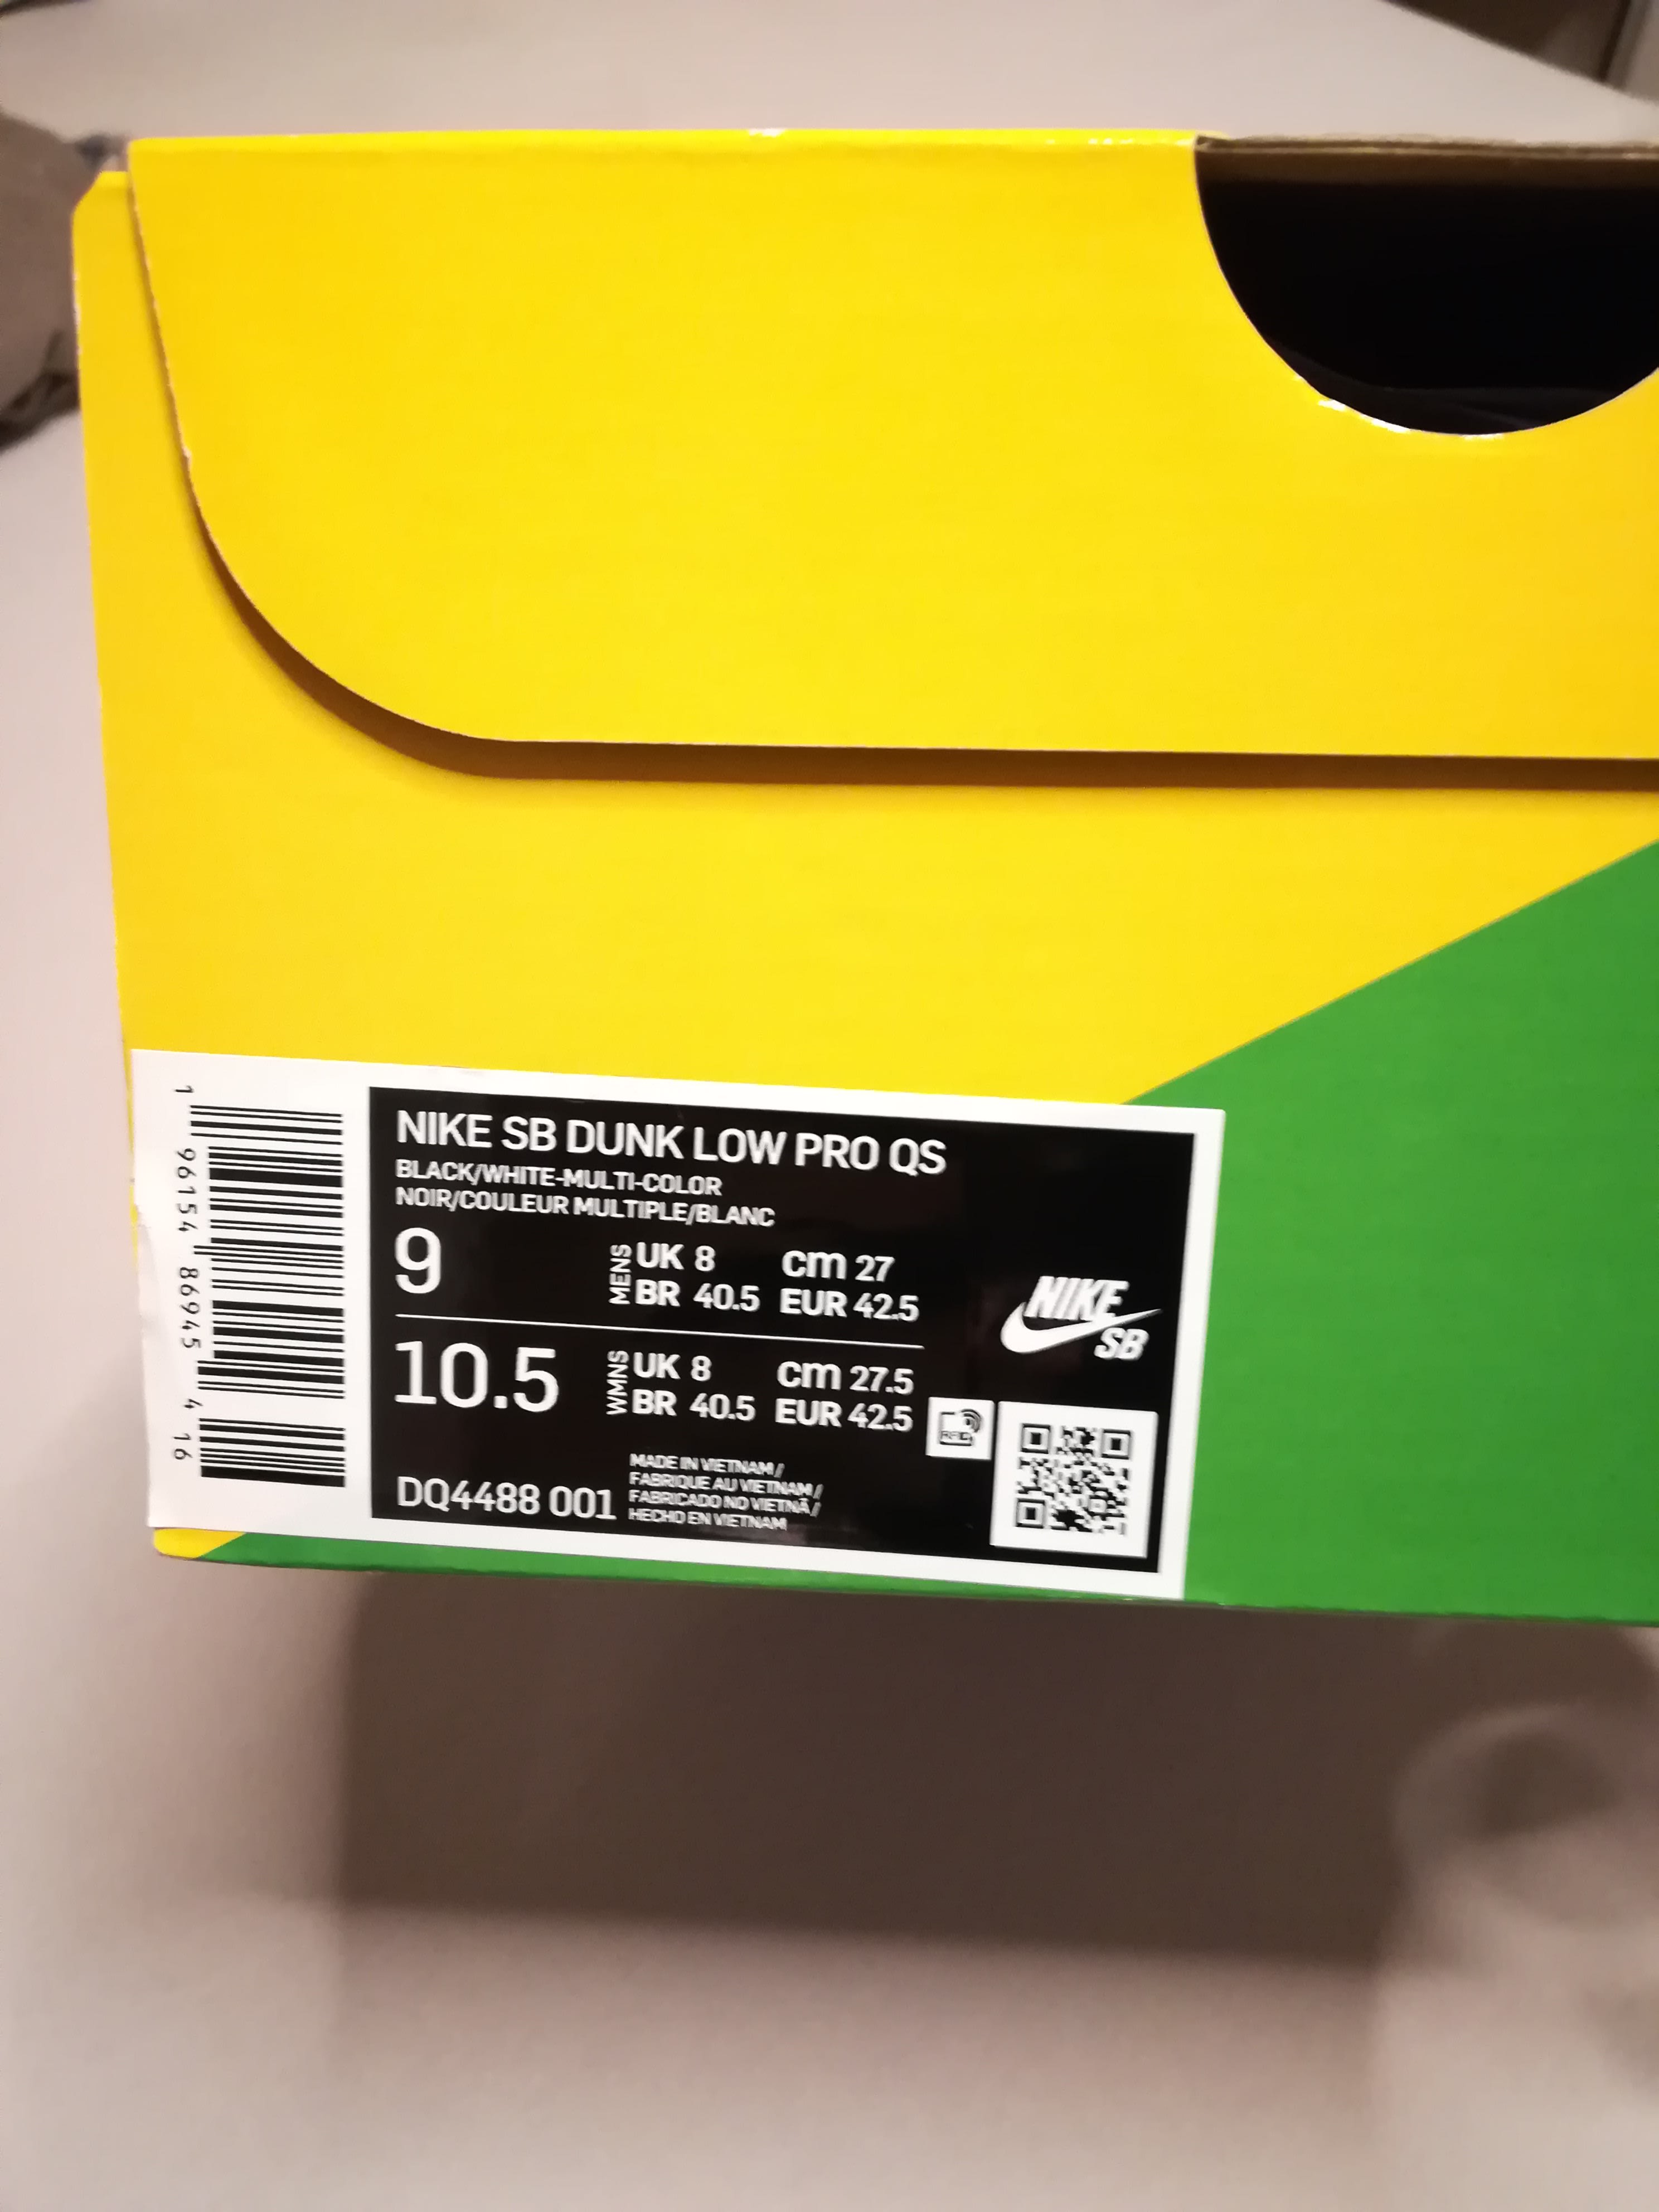 NIKE SB DUNK LOW PRO QS
BLACK/WHITE-MULTI-COLOR
NOIR/COULEUR MULTIPLE/BLANC
9
MENS
UK 8 cm 27
BR 40.5 EUR 42.5
10.5
WMNS
UK 8 cm 27.5
BR 40.5 EUR 42.5
DQ4488 001
MADE IN VIETNAM /
FABRIQUE AU VIETNAM /
FABRICADO NO VIETNÃ /
HECHO EN VIETNAM
NIKE
SB
RFID
1 96154 86945 4 16